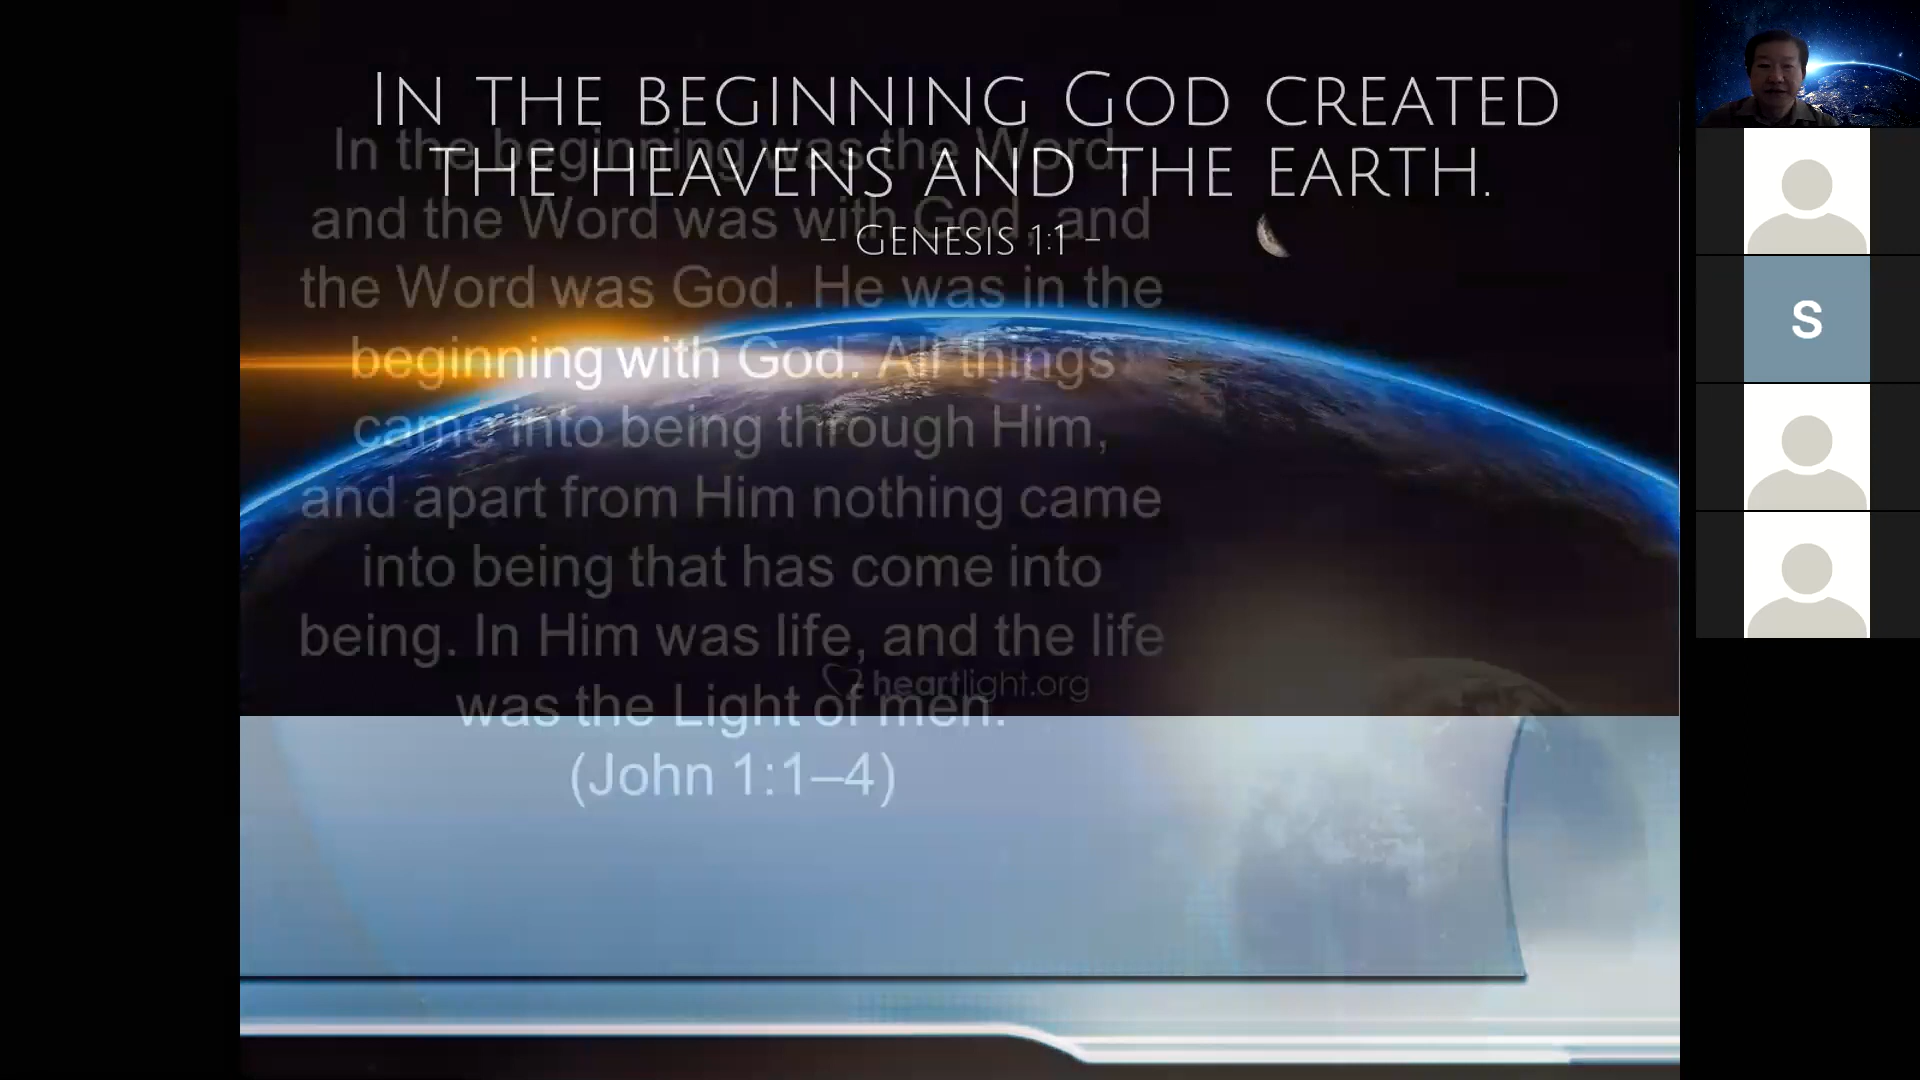 In the beginning God created
the heavens and the earth.
- Genesis 1:1 -
In the beginning was the Word,
and the Word was with God, and
the Word was God. He was in the
beginning with God. All things
came into being through Him,
and apart from Him nothing came
into being that has come into
being. In Him was life, and the life
was the Light of men.
(John 1:1–4)
heartlight.org
S